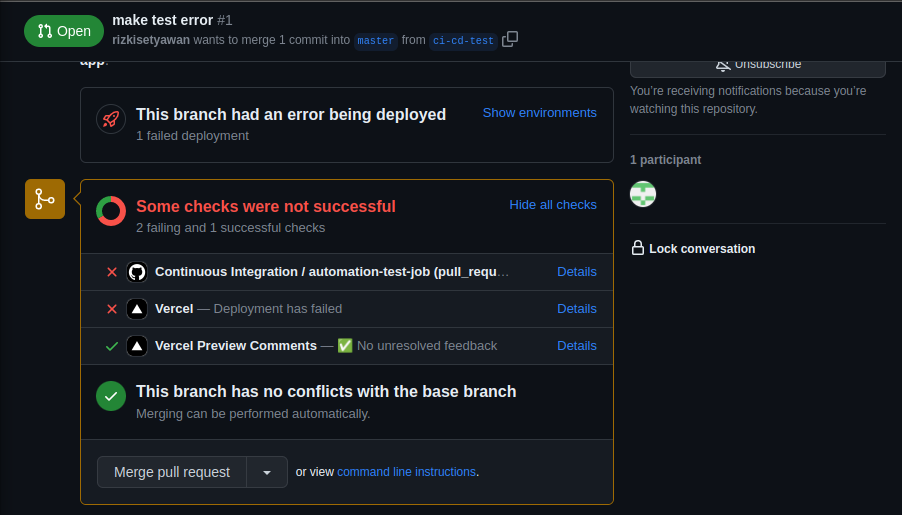 Open
make test error #1
rizkisetyawan wants to merge 1 commit into master from ci-cd-test
app.
Unsubscribe
You're receiving notifications because you're
watching this repository.
This branch had an error being deployed
Show environments
1 failed deployment
1 participant
Some checks were not successful
Hide all checks
2 failing and 1 successful checks
Lock conversation
Continuous Integration / automation-test-job (pull_requ…
Details
Vercel — Deployment has failed
Details
Vercel Preview Comments — ✅ No unresolved feedback
Details
This branch has no conflicts with the base branch
Merging can be performed automatically.
Merge pull request
or view command line instructions.